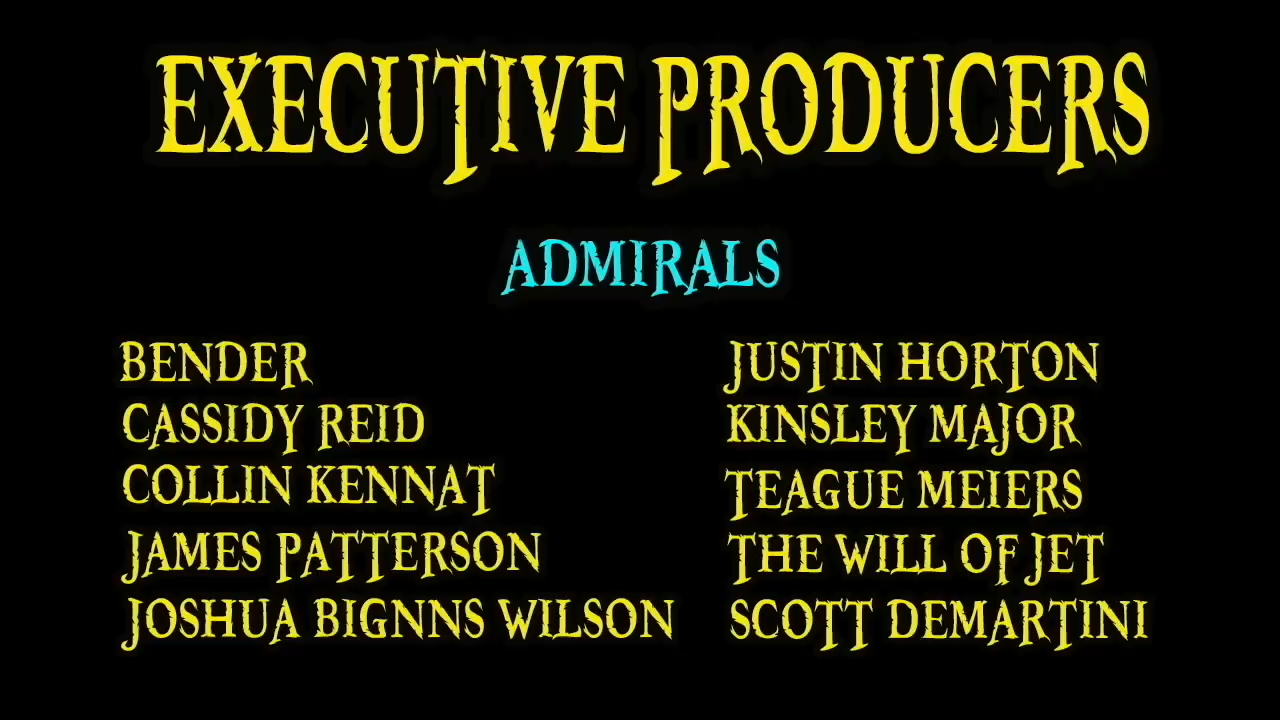 EXECUTIVE PRODUCERS
ADMIRALS
BENDER
CASSIDY REID
COLLIN KENNAT
JAMES PATTERSON
JOSHUA BIGNNS WILSON
JUSTIN HORTON
KINSLEY MAJOR
TEAGUE MEIERS
THE WILL OF JET
SCOTT DEMARTINI